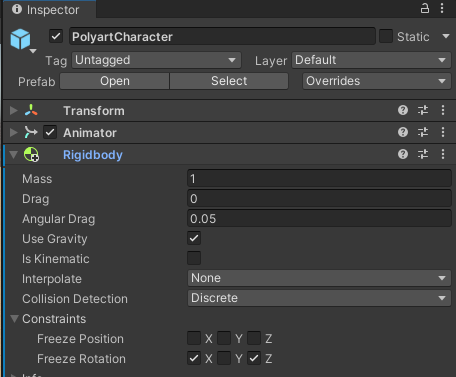 Inspector
PolyartCharacter Static
Tag Untagged Layer Default
Prefab Open Select Overrides
Transform
Animator
Rigidbody
Mass 1
Drag 0
Angular Drag 0.05
Use Gravity
Is Kinematic
Interpolate None
Collision Detection Discrete
Constraints
Freeze Position X Y Z
Freeze Rotation X Y Z
Info